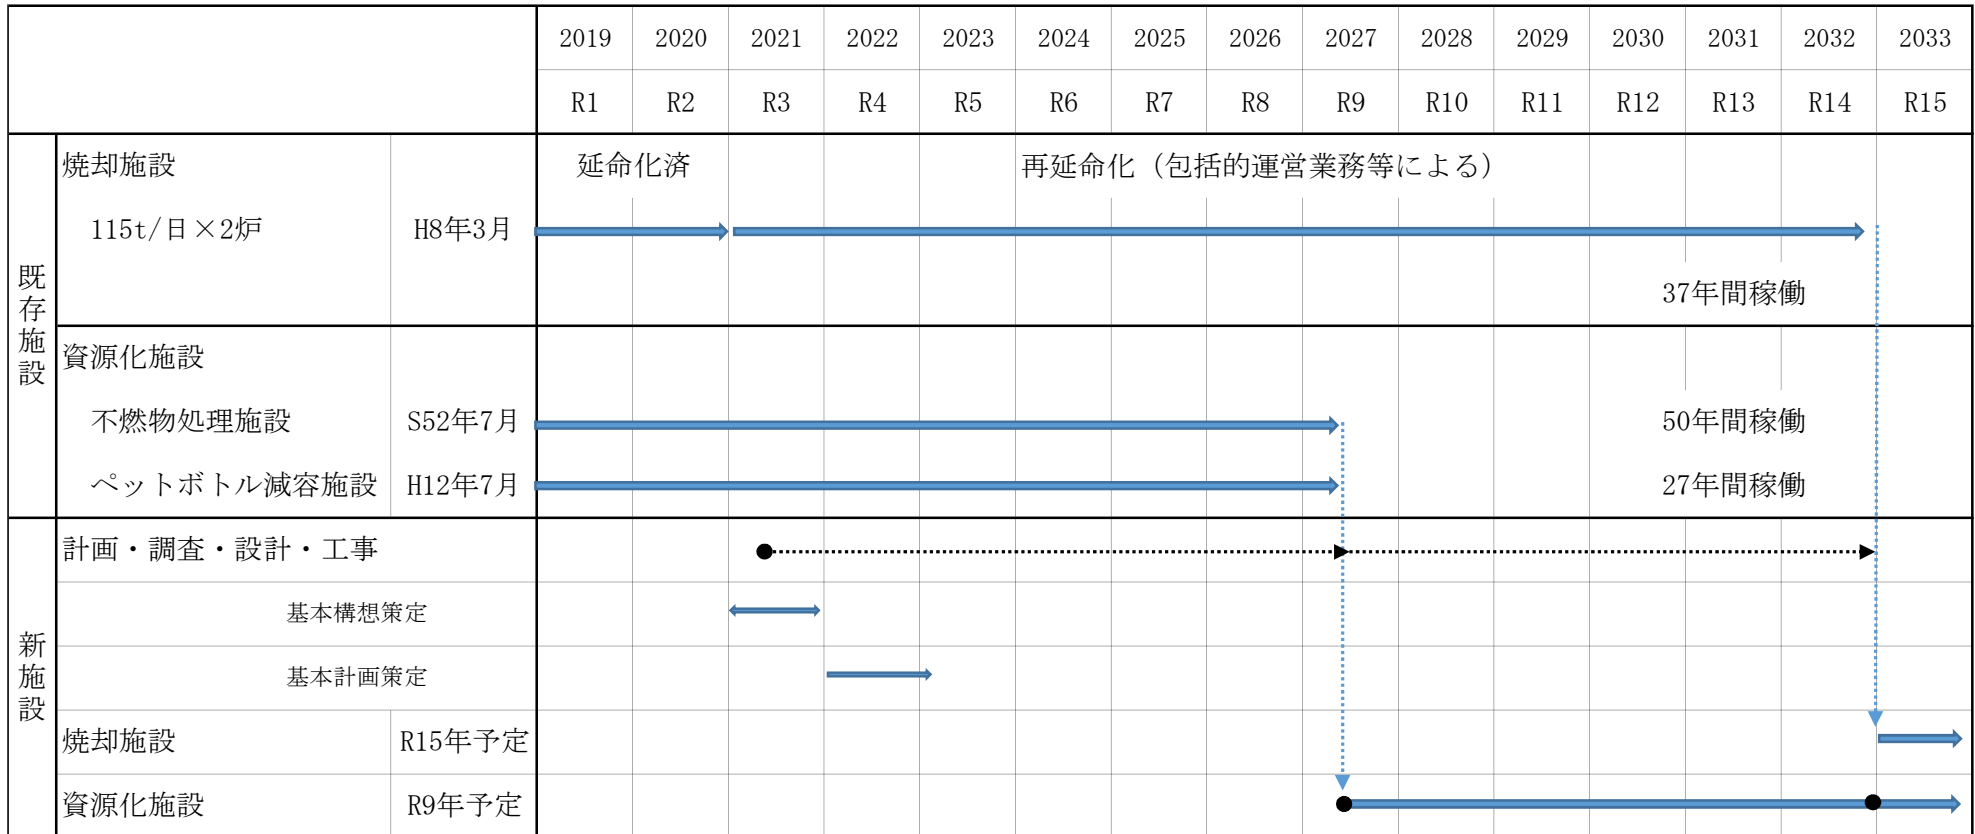 2019 2020 2021 2022 2023 2024 2025 2026 2027 2028 2029 2030 2031 2032 2033
R1 R2 R3 R4 R5 R6 R7 R8 R9 R10 R11 R12 R13 R14 R15
既存施設
焼却施設 延命化済 再延命化（包括的運営業務等による）
115t/日×2炉 H8年3月
37年間稼働
資源化施設
不燃物処理施設 S52年7月 50年間稼働
ペットボトル減容施設 H12年7月 27年間稼働
新施設
計画・調査・設計・工事
基本構想策定
基本計画策定
焼却施設 R15年予定
資源化施設 R9年予定